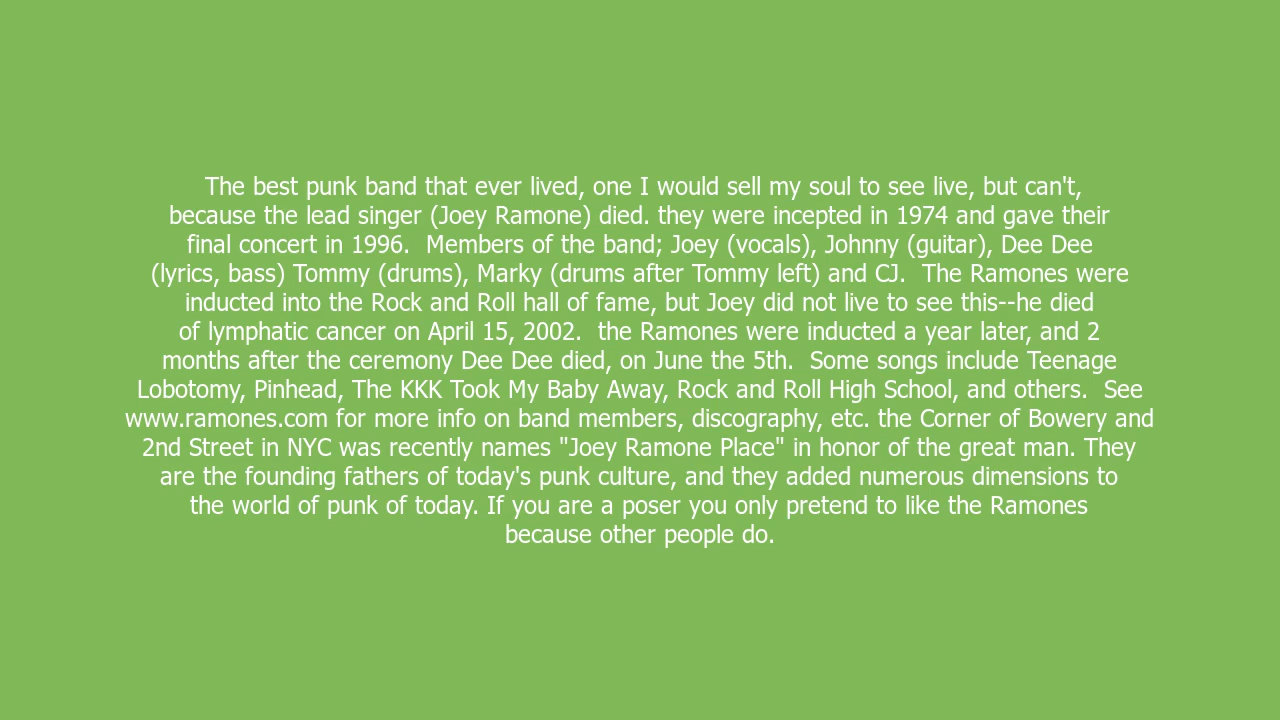 The best punk band that ever lived, one I would sell my soul to see live, but can't,
because the lead singer (Joey Ramone) died. they were incepted in 1974 and gave their
final concert in 1996.  Members of the band; Joey (vocals), Johnny (guitar), Dee Dee
(lyrics, bass) Tommy (drums), Marky (drums after Tommy left) and CJ.  The Ramones were
inducted into the Rock and Roll hall of fame, but Joey did not live to see this--he died
of lymphatic cancer on April 15, 2002.  the Ramones were inducted a year later, and 2
months after the ceremony Dee Dee died, on June the 5th.  Some songs include Teenage
Lobotomy, Pinhead, The KKK Took My Baby Away, Rock and Roll High School, and others.  See
www.ramones.com for more info on band members, discography, etc. the Corner of Bowery and
2nd Street in NYC was recently names "Joey Ramone Place" in honor of the great man. They
are the founding fathers of today's punk culture, and they added numerous dimensions to
the world of punk of today. If you are a poser you only pretend to like the Ramones
because other people do.